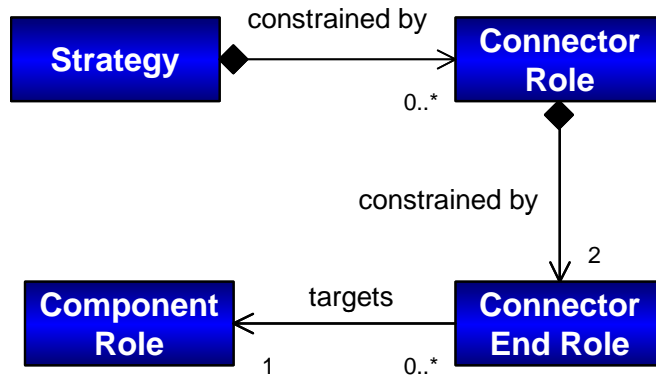 constrained by
Strategy
Connector
Role
0..*
constrained by
2
Component
Role
targets
Connector
End Role
1
0..*